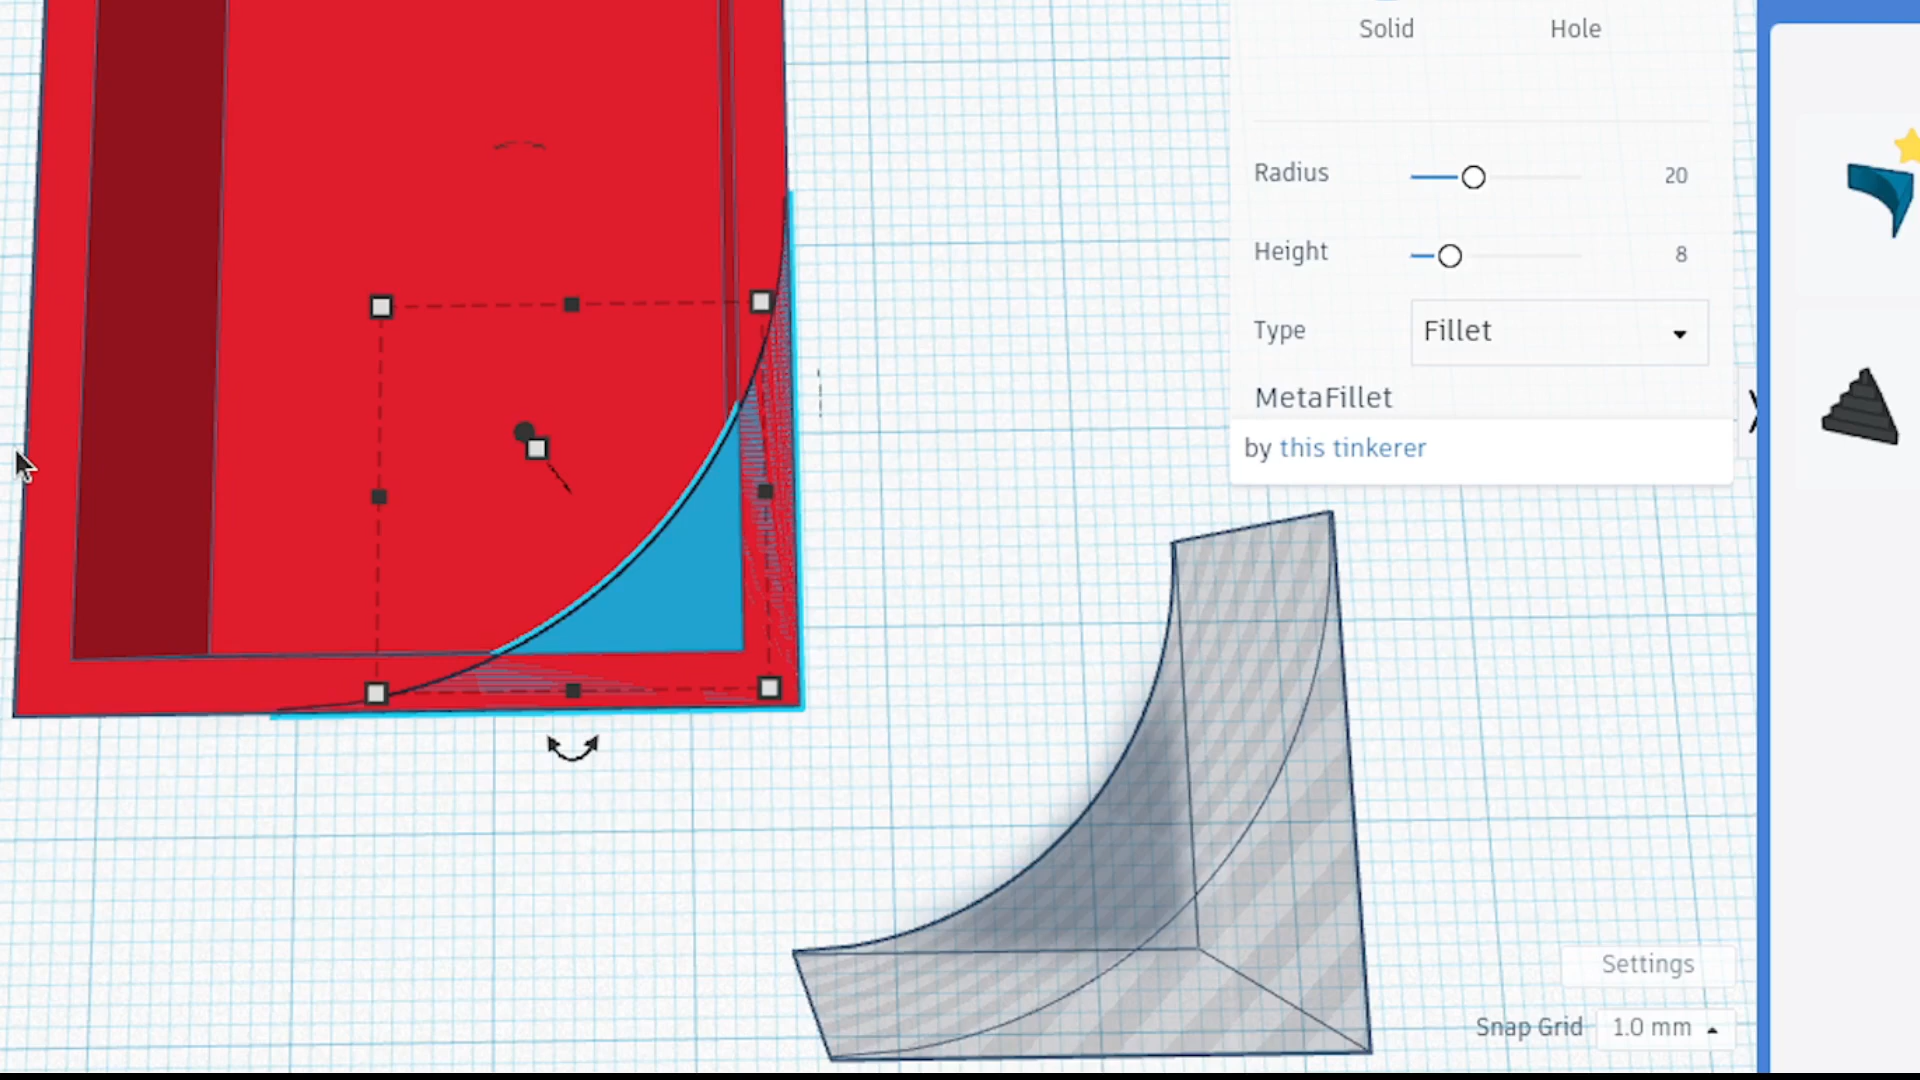 Solid Hole
Radius 20
Height 8
Type Fillet
MetaFillet
by this tinkerer
Settings
Snap Grid 1.0 mm